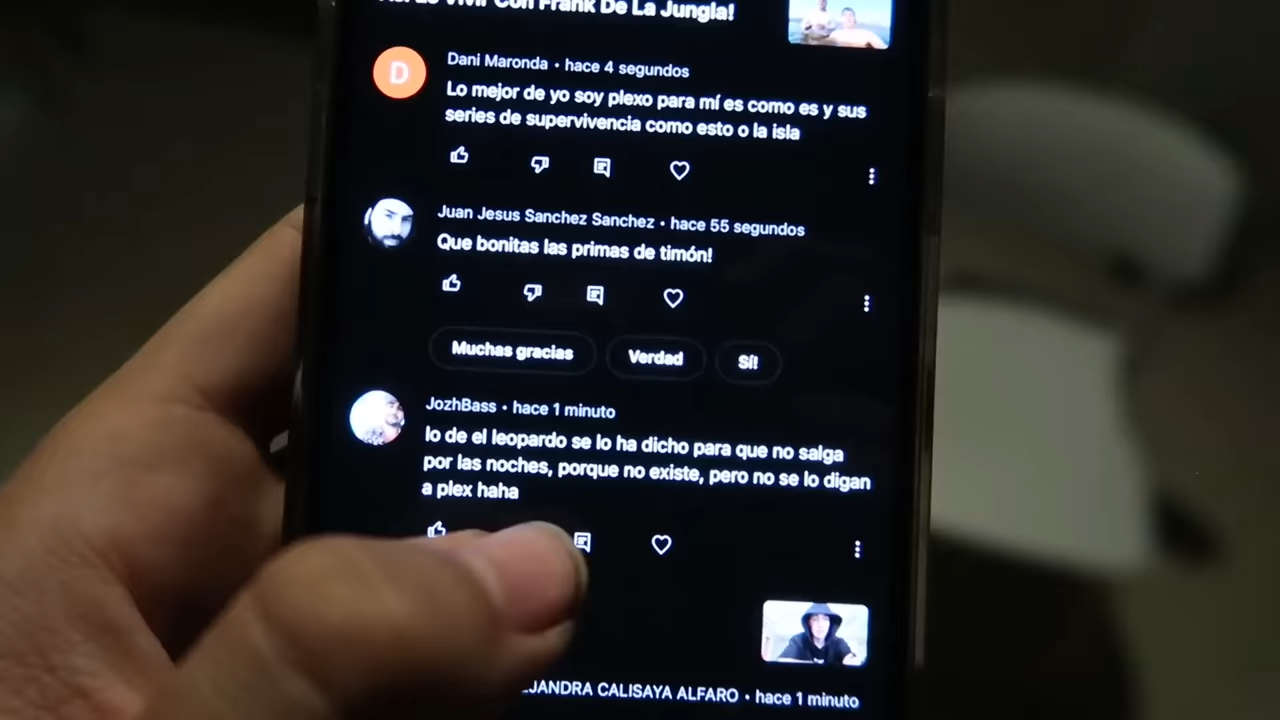 Vivir Con Frank De La Jungla!
D
Dani Maronda • hace 4 segundos
Lo mejor de yo soy plexo para mí es como es y sus
series de supervivencia como esto o la isla
Juan Jesus Sanchez Sanchez • hace 55 segundos
Que bonitas las primas de timón!
Muchas gracias
Verdad
Sí!
JozhBass • hace 1 minuto
lo de el leopardo se lo ha dicho para que no salga
por las noches, porque no existe, pero no se lo digan
a plex haha
CALISAYA ALFARO • hace 1 minuto